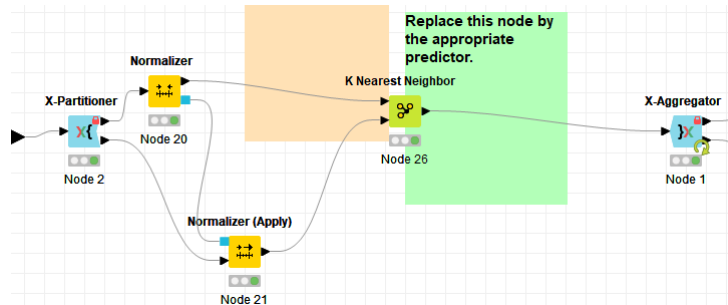 Replace this node by
the appropriate
predictor.
Normalizer
K Nearest Neighbor
X-Partitioner
X-Aggregator
Node 20
Node 26
Node 2
Node 1
Normalizer (Apply)
Node 21